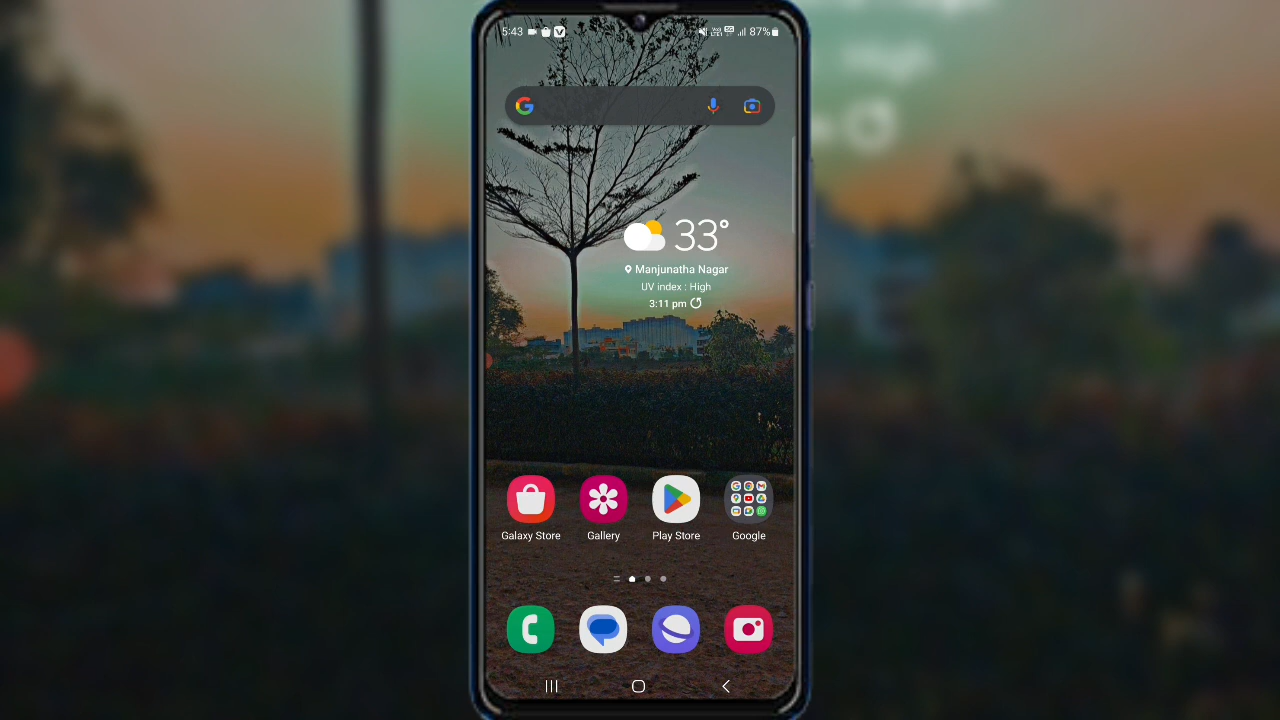 5:43
87%
33°
Manjunatha Nagar
UV index : High
3:11 pm
Galaxy Store
Gallery
Play Store
Google